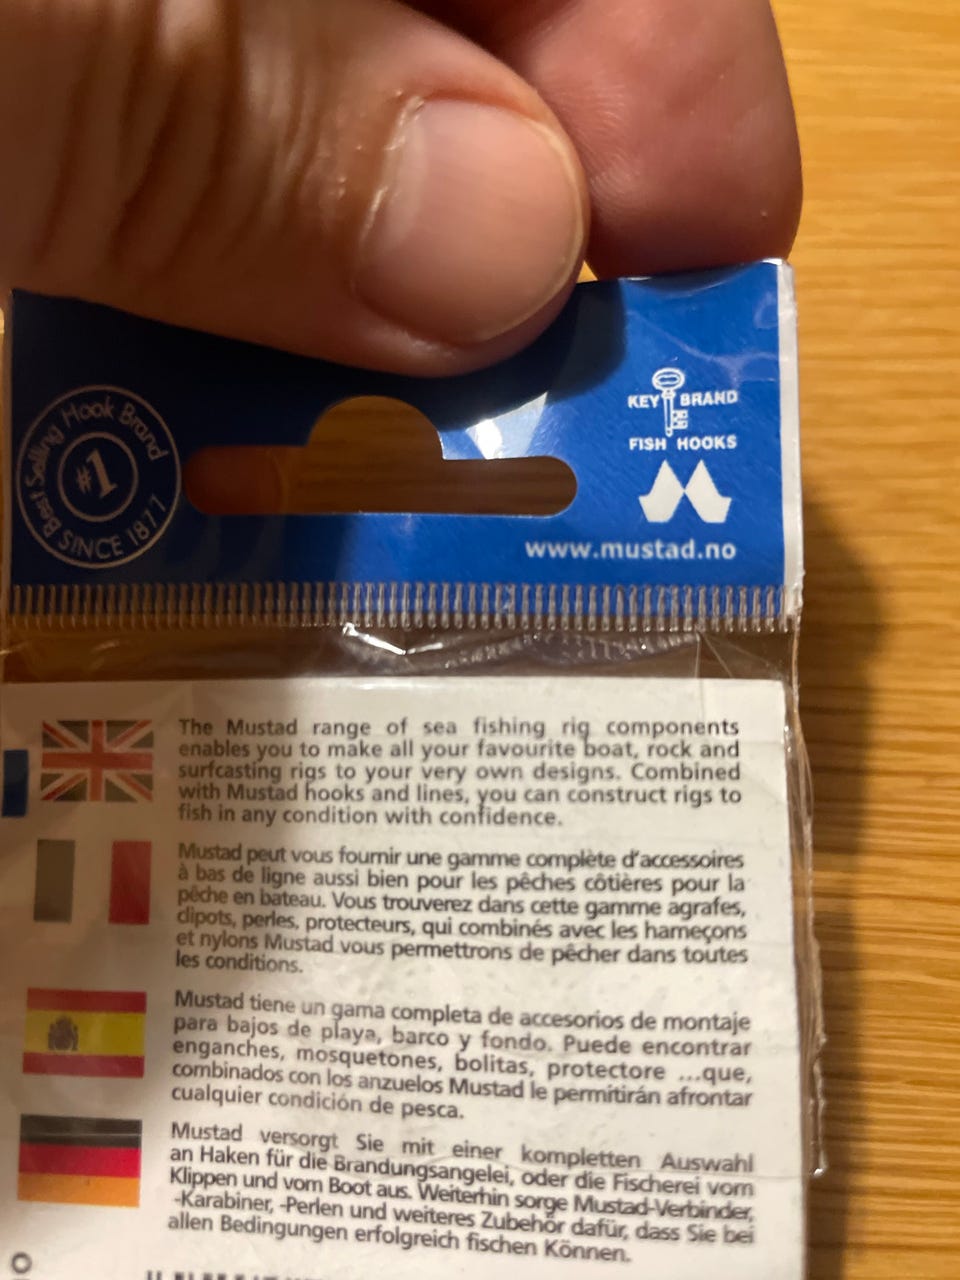 Best Selling Hook Brand
#1
SINCE 1877
KEY BRAND
FISH HOOKS
www.mustad.no
The Mustad range of sea fishing rig components
enables you to make all your favourite boat, rock and
surfcasting rigs to your very own designs. Combined
with Mustad hooks and lines, you can construct rigs to
fish in any condition with confidence.
Mustad peut vous fournir une gamme complète d'accessoires
à bas de ligne aussi bien pour les pêches côtières pour la
pêche en bateau. Vous trouverez dans cette gamme agrafes,
clipots, perles, protecteurs, qui combinés avec les hameçons
et nylons Mustad vous permettrons de pêcher dans toutes
les conditions.
Mustad tiene un gama completa de accesorios de montaje
para bajos de playa, barco y fondo. Puede encontrar
enganches, mosquetones, bolitas, protectore ...que,
combinados con los anzuelos Mustad le permitirán afrontar
cualquier condición de pesca.
Mustad versorgt Sie mit einer kompletten Auswahl
an Haken für die Brandungsangelei, oder die Fischerei vom
Klippen und vom Boot aus. Weiterhin sorge Mustad-Verbinder,
-Karabiner, -Perlen und weiteres Zubehör dafür, dass Sie bei
allen Bedingungen erfolgreich fischen Können.